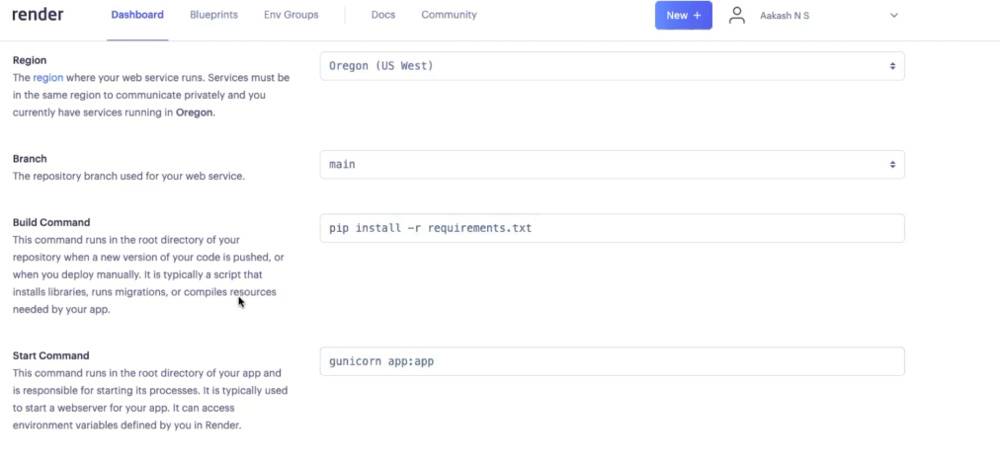 render Dashboard Blueprints Env Groups Docs Community New + Aakash N S
Region
The region where your web service runs. Services must be
in the same region to communicate privately and you
currently have services running in Oregon.
Oregon (US West)
Branch
The repository branch used for your web service.
main
Build Command
This command runs in the root directory of your
repository when a new version of your code is pushed, or
when you deploy manually. It is typically a script that
installs libraries, runs migrations, or compiles resources
needed by your app.
pip install -r requirements.txt
Start Command
This command runs in the root directory of your app and
is responsible for starting its processes. It is typically used
to start a webserver for your app. It can access
environment variables defined by you in Render.
gunicorn app:app